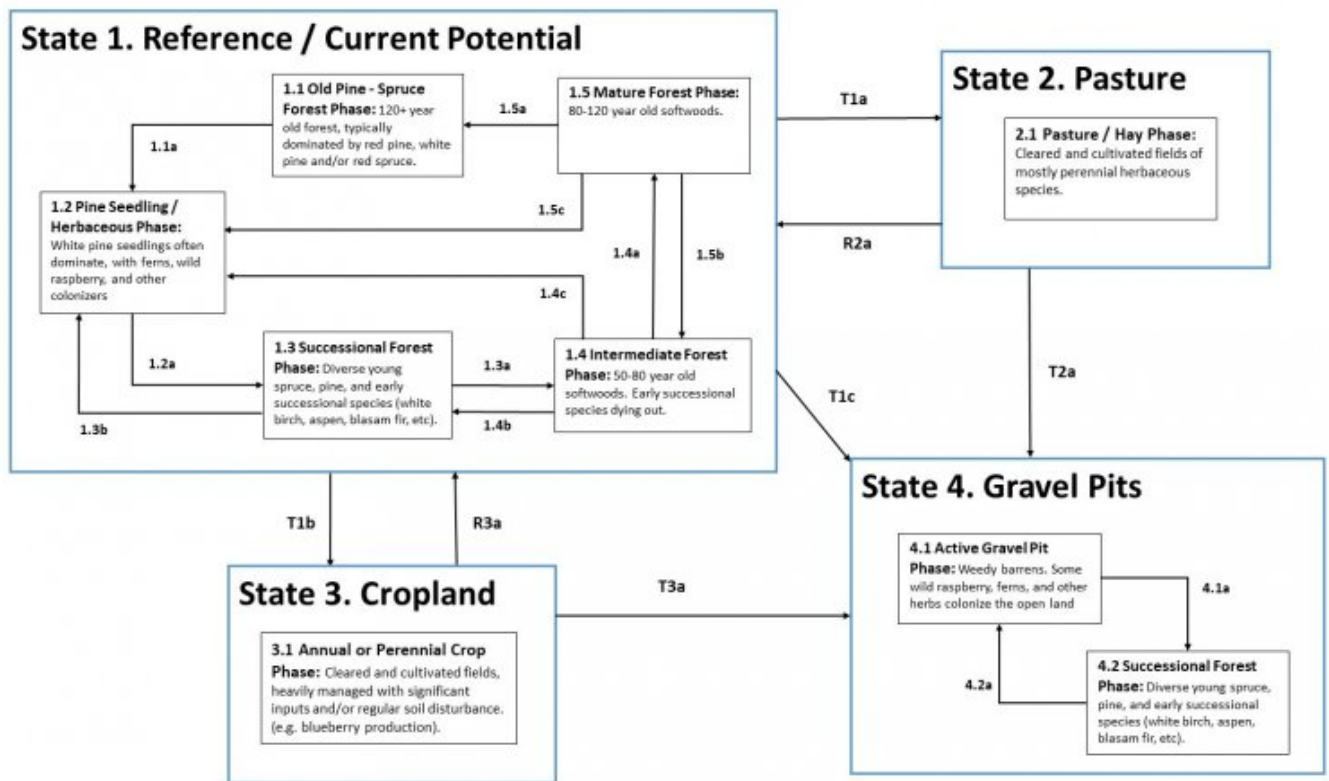 State 1. Reference / Current Potential
1.1 Old Pine - Spruce
Forest Phase: 120+ year
old forest, typically
dominated by red pine, white
pine and/or red spruce.
1.5a
1.5 Mature Forest Phase:
80-120 year old softwoods.
1.1a
1.2 Pine Seedling /
Herbaceous Phase:
White pine seedlings often
dominate, with ferns, wild
raspberry, and other
colonizers
1.5c
1.4a
1.5b
1.4c
1.2a
1.3 Successional Forest
Phase: Diverse young
spruce, pine, and early
successional species (white
birch, aspen, blasam fir, etc).
1.3a
1.4 Intermediate Forest
Phase: 50-80 year old
softwoods. Early successional
species dying out.
1.3b
1.4b
T1a
R2a
State 2. Pasture
2.1 Pasture / Hay Phase:
Cleared and cultivated fields of
mostly perennial herbaceous
species.
T1c
T2a
T1b
R3a
State 3. Cropland
3.1 Annual or Perennial Crop
Phase: Cleared and cultivated fields,
heavily managed with significant
inputs and/or regular soil disturbance.
(e.g. blueberry production).
T3a
State 4. Gravel Pits
4.1 Active Gravel Pit
Phase: Weedy barrens. Some
wild raspberry, ferns, and other
herbs colonize the open land
4.1a
4.2a
4.2 Successional Forest
Phase: Diverse young spruce,
pine, and early successional
species (white birch, aspen,
blasam fir, etc).